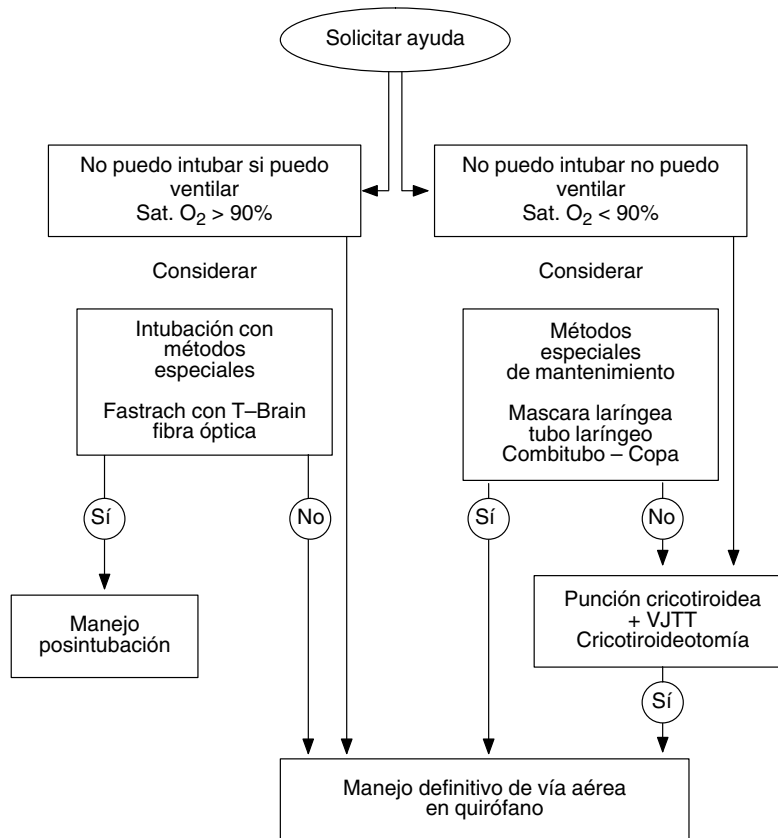 Solicitar ayuda
No puedo intubar si puedo
ventilar
Sat. O₂ > 90%
No puedo intubar no puedo
ventilar
Sat. O₂ < 90%
Considerar
Considerar
Intubación con
métodos
especiales
Fastrach con T–Brain
fibra óptica
Métodos
especiales
de mantenimiento
Mascara laríngea
tubo laríngeo
Combitubo – Copa
Sí
No
Sí
No
Manejo
posintubación
Punción cricotiroidea
+ VJTT
Cricotiroideotomía
Sí
Manejo definitivo de vía aérea
en quirófano